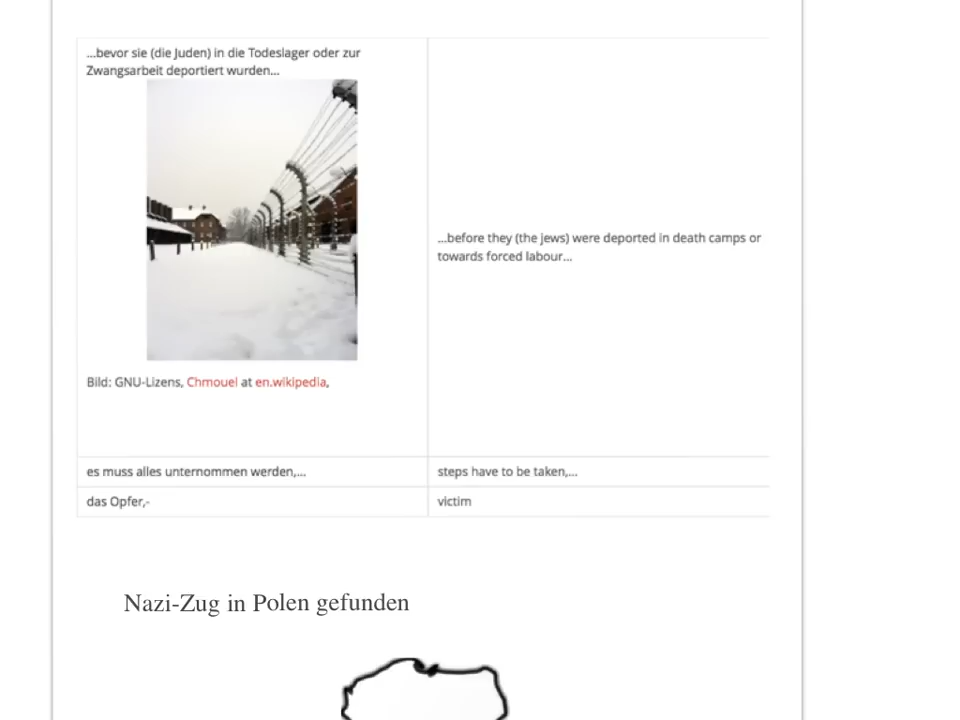 ...bevor sie (die Juden) in die Todeslager oder zur
Zwangsarbeit deportiert wurden...
...before they (the jews) were deported in death camps or
towards forced labour...
Bild: GNU-Lizens, Chmouel at en.wikipedia,
es muss alles unternommen werden,...
steps have to be taken,...
das Opfer,-
victim
Nazi-Zug in Polen gefunden